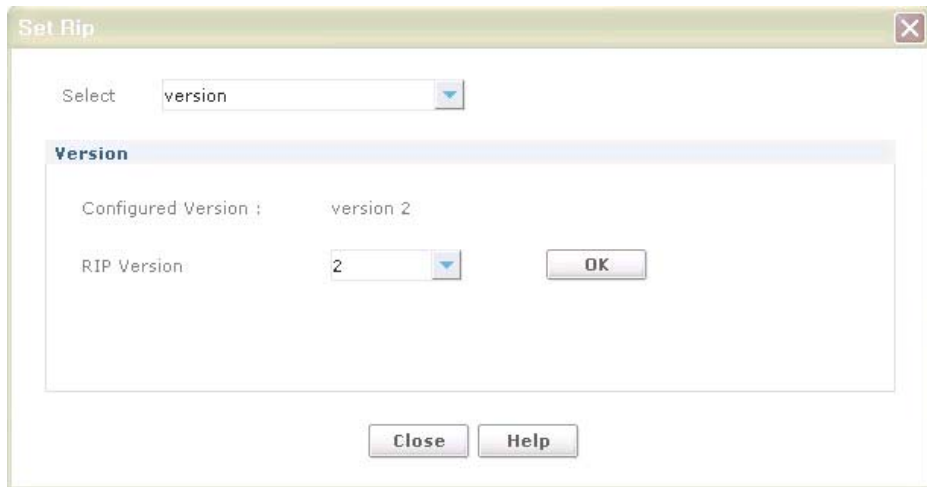 Set Rip
Select version
Version
Configured Version : version 2
RIP Version 2 OK
Close Help